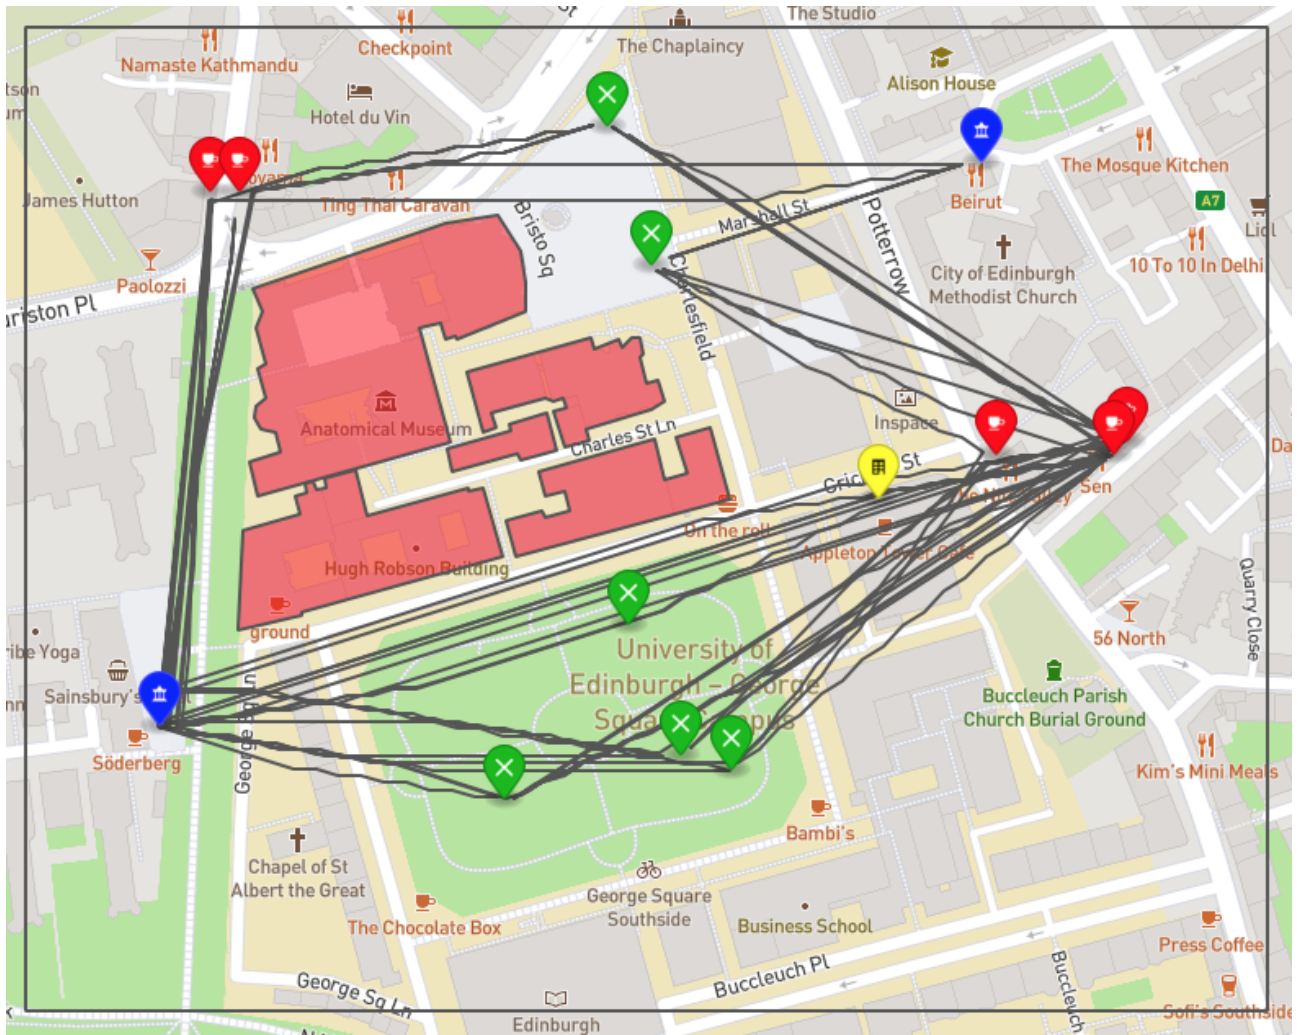 The Studio
St
Checkpoint
The Chaplaincy
Namaste Kathmandu
Alison House
Hotel du Vin
The Mosque Kitchen
James Hutton
Ting Thai Caravan
Beirut
A7
Lidl
Marshall St
Bristo Sq
Potterrow
City of Edinburgh
Methodist Church
10 To 10 In Delhi
Paolozzi
ariston Pl
Charlesfield
Anatomical Museum
Charles St Ln
Inspace
St
Sen
On the roll
Appleton Tower Cafe
Hugh Robson Building
ground
Quarry Close
56 North
ribe Yoga
University of
Edinburgh – George
Square Campus
Sainsbury's
Buccleuch Parish
Church Burial Ground
Söderberg
George Sq Ln
Kim's Mini Meals
Bambi's
Chapel of St
Albert the Great
George Square
Southside
The Chocolate Box
Business School
Press Coffee
Buccleuch Pl
Buccleuch
George Sq Ln
Sofi's Southside
Edinburgh